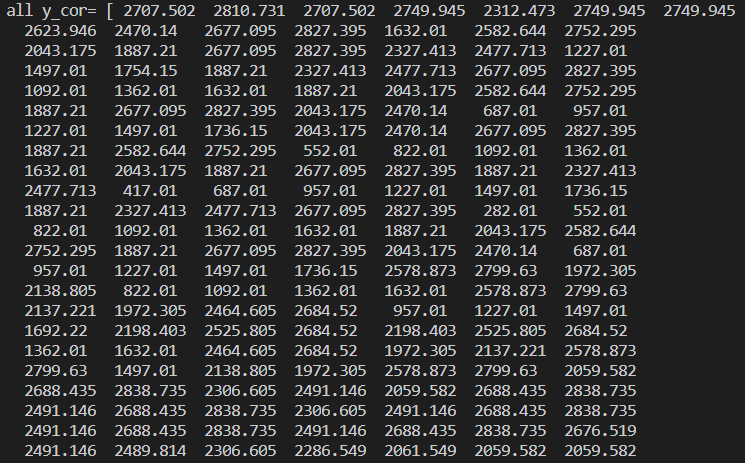 all y_cor= [ 2707.502 2810.731 2707.502 2749.945 2312.473 2749.945 2749.945
2623.946 2470.14 2677.095 2827.395 1632.01 2582.644 2752.295
2043.175 1887.21 2677.095 2827.395 2327.413 2477.713 1227.01
1497.01 1754.15 1887.21 2327.413 2477.713 2677.095 2827.395
1092.01 1362.01 1632.01 1887.21 2043.175 2582.644 2752.295
1887.21 2677.095 2827.395 2043.175 2470.14 687.01 957.01
1227.01 1497.01 1736.15 2043.175 2470.14 2677.095 2827.395
1887.21 2582.644 2752.295 552.01 822.01 1092.01 1362.01
1632.01 2043.175 1887.21 2677.095 2827.395 1887.21 2327.413
2477.713 417.01 687.01 957.01 1227.01 1497.01 1736.15
1887.21 2327.413 2477.713 2677.095 2827.395 282.01 552.01
822.01 1092.01 1362.01 1632.01 1887.21 2043.175 2582.644
2752.295 1887.21 2677.095 2827.395 2043.175 2470.14 687.01
957.01 1227.01 1497.01 1736.15 2578.873 2799.63 1972.305
2138.805 822.01 1092.01 1362.01 1632.01 2578.873 2799.63
2137.221 1972.305 2464.605 2684.52 957.01 1227.01 1497.01
1692.22 2198.403 2525.805 2684.52 2198.403 2525.805 2684.52
1362.01 1632.01 2464.605 2684.52 1972.305 2137.221 2578.873
2799.63 1497.01 2138.805 1972.305 2578.873 2799.63 2059.582
2688.435 2838.735 2306.605 2491.146 2059.582 2688.435 2838.735
2491.146 2688.435 2838.735 2306.605 2491.146 2688.435 2838.735
2491.146 2688.435 2838.735 2491.146 2688.435 2838.735 2676.519
2491.146 2489.814 2306.605 2286.549 2061.549 2059.582 2059.582